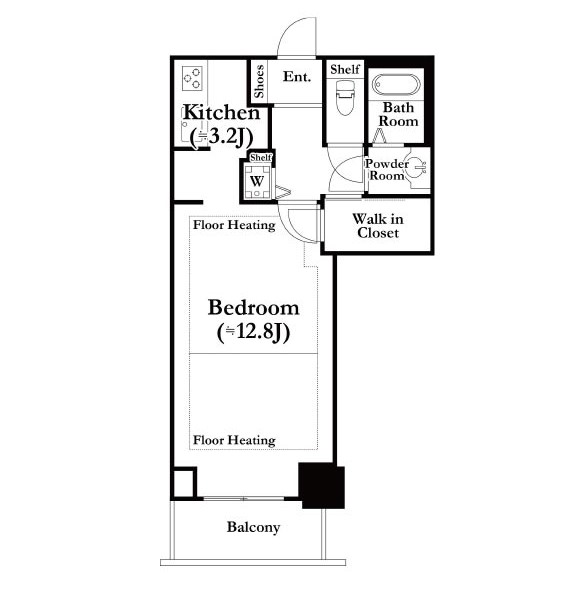 Shoes
Ent.
Shelf
Bath
Room
Kitchen
(≒3.2J)
Shelf
W
Powder
Room
Walk in
Closet
Floor Heating
Bedroom
(≒12.8J)
Floor Heating
Balcony